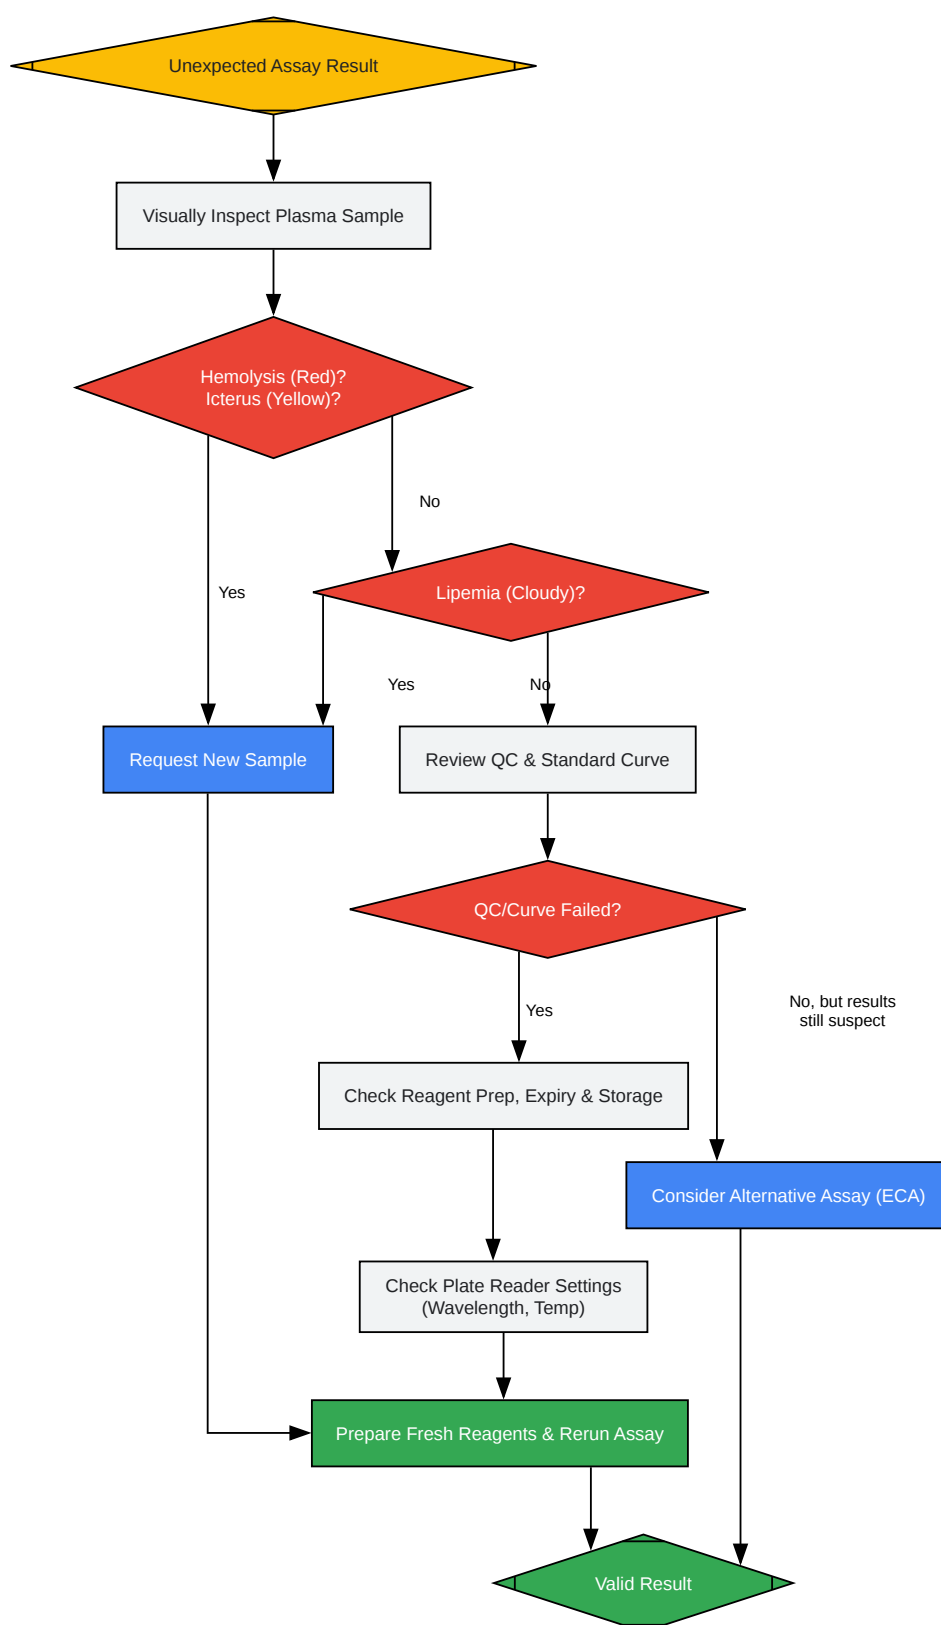 Unexpected Assay Result
Visually Inspect Plasma Sample
Hemolysis (Red)?
Icterus (Yellow)?
No
Yes
Lipemia (Cloudy)?
Yes
No
Request New Sample
Review QC & Standard Curve
QC/Curve Failed?
No, but results
still suspect
Yes
Check Reagent Prep, Expiry & Storage
Consider Alternative Assay (ECA)
Check Plate Reader Settings
(Wavelength, Temp)
Prepare Fresh Reagents & Rerun Assay
Valid Result